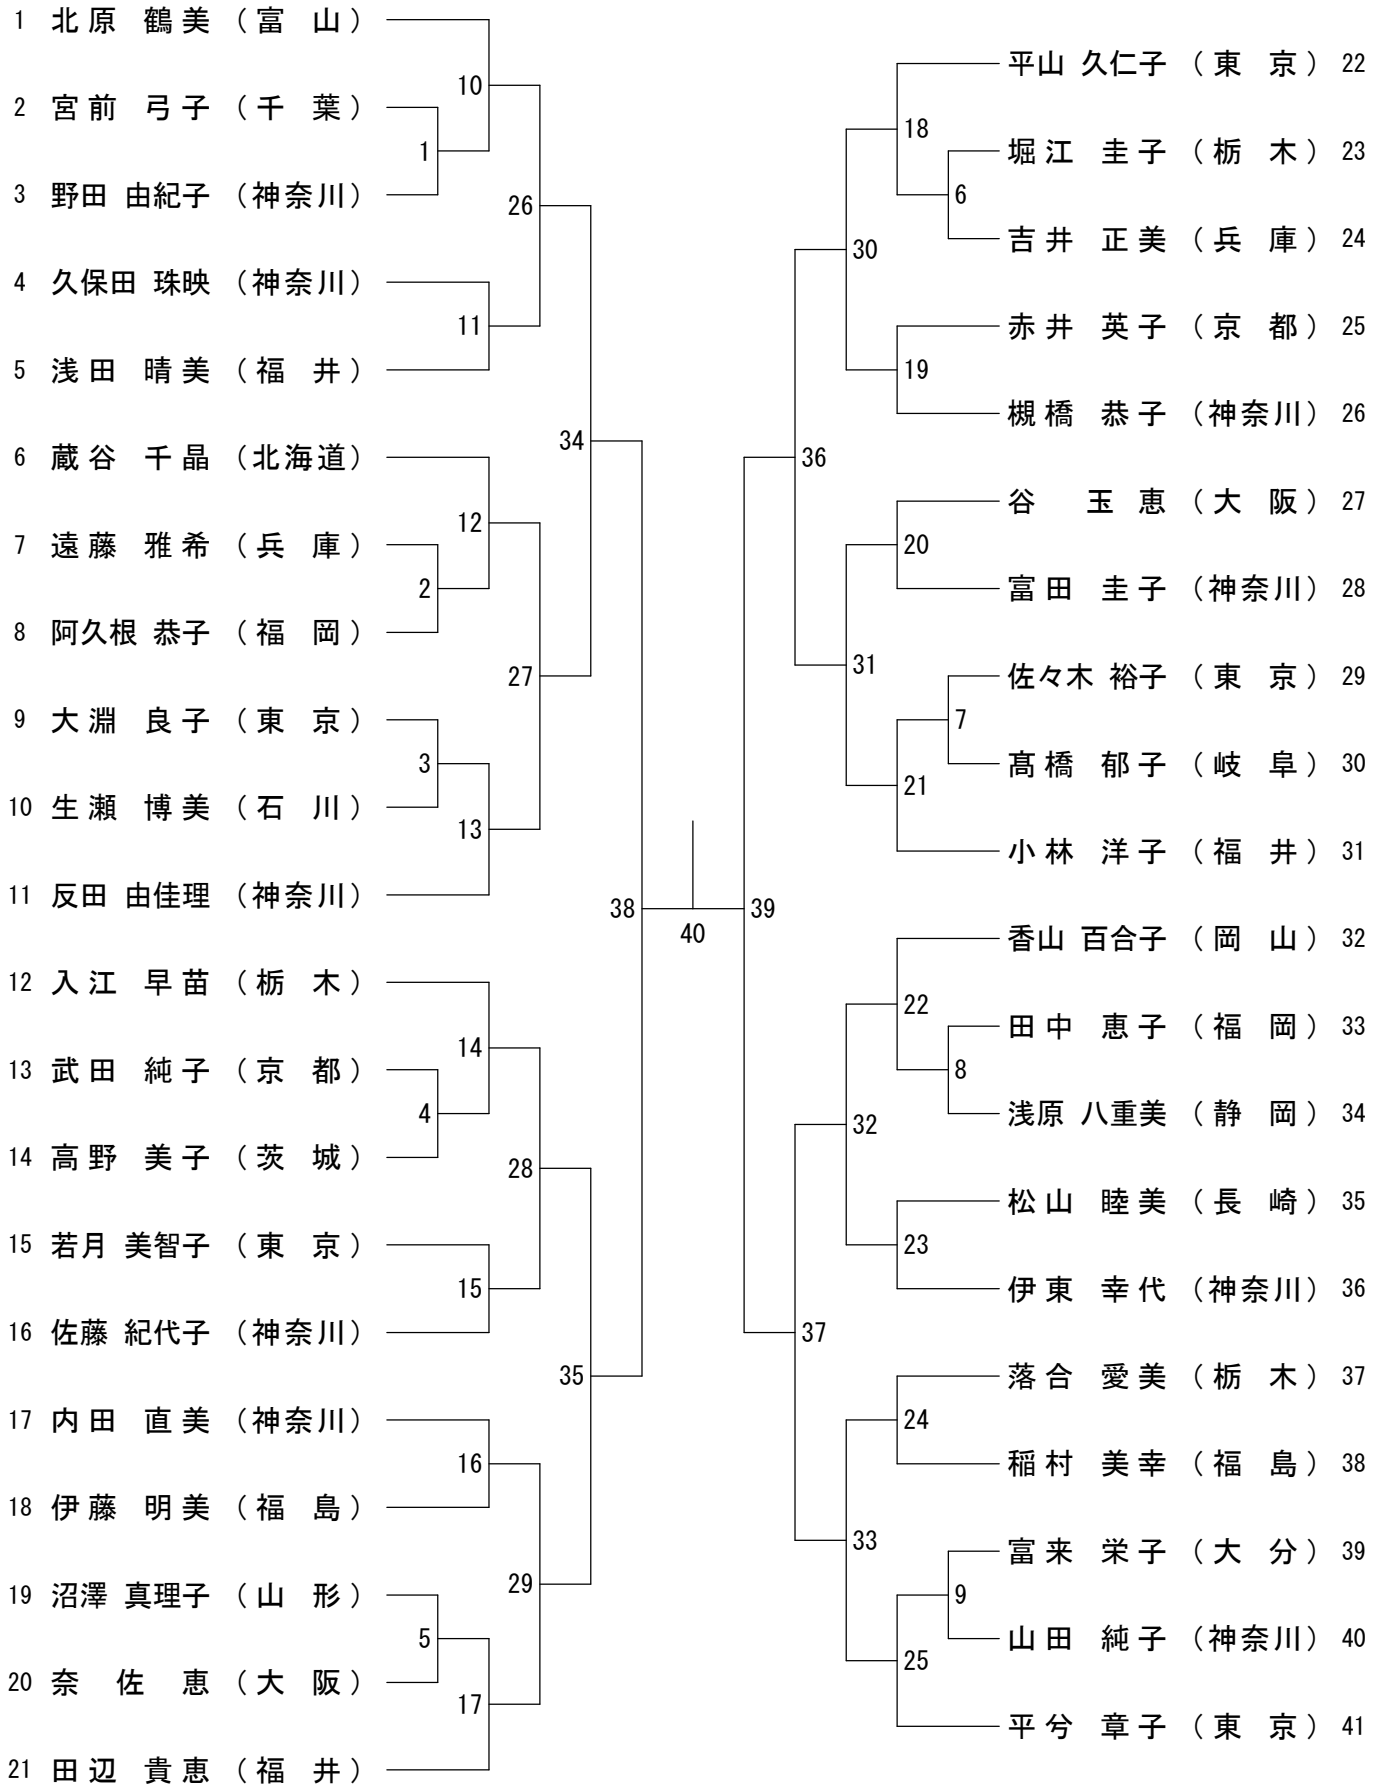 1 北原 鶴美 (富 山)
2 宮前 弓子 (千 葉)
3 野田 由紀子 (神奈川)
4 久保田 珠映 (神奈川)
5 浅田 晴美 (福 井)
6 蔵谷 千晶 (北海道)
7 遠藤 雅希 (兵 庫)
8 阿久根 恭子 (福 岡)
9 大淵 良子 (東 京)
10 生瀬 博美 (石 川)
11 反田 由佳理 (神奈川)
12 入江 早苗 (栃 木)
13 武田 純子 (京 都)
14 高野 美子 (茨 城)
15 若月 美智子 (東 京)
16 佐藤 紀代子 (神奈川)
17 内田 直美 (神奈川)
18 伊藤 明美 (福 島)
19 沼澤 真理子 (山 形)
20 奈 佐 恵 (大 阪)
21 田辺 貴恵 (福 井)
1
2
3
4
5
10
11
12
13
14
15
16
17
26
27
28
29
34
35
38
40
39
36
37
30
31
32
33
18
19
20
21
22
23
24
25
6
7
8
9
平山 久仁子 (東 京) 22
堀江 圭子 (栃 木) 23
吉井 正美 (兵 庫) 24
赤井 英子 (京 都) 25
槻橋 恭子 (神奈川) 26
谷 玉恵 (大 阪) 27
富田 圭子 (神奈川) 28
佐々木 裕子 (東 京) 29
髙橋 郁子 (岐 阜) 30
小林 洋子 (福 井) 31
香山 百合子 (岡 山) 32
田中 恵子 (福 岡) 33
浅原 八重美 (静 岡) 34
松山 睦美 (長 崎) 35
伊東 幸代 (神奈川) 36
落合 愛美 (栃 木) 37
稲村 美幸 (福 島) 38
富来 栄子 (大 分) 39
山田 純子 (神奈川) 40
平兮 章子 (東 京) 41